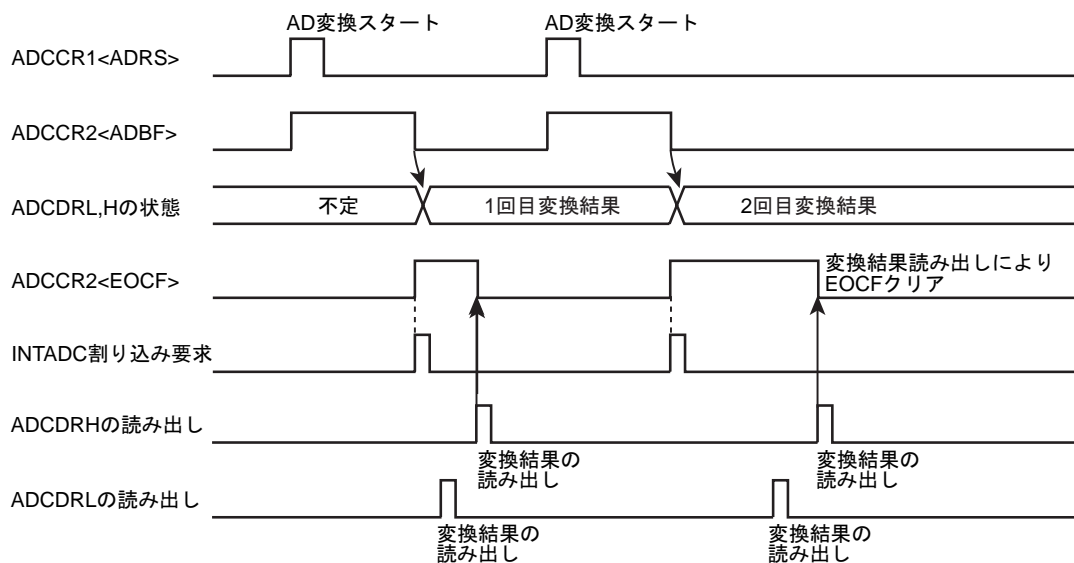 AD変換スタート
AD変換スタート
ADCCR1<ADRS>
ADCCR2<ADBF>
ADCDRL,Hの状態
不定
1回目変換結果
2回目変換結果
ADCCR2<EOCF>
変換結果読み出しにより
EOCFクリア
INTADC割り込み要求
ADCDRHの読み出し
変換結果の
読み出し
変換結果の
読み出し
ADCDRLの読み出し
変換結果の
読み出し
変換結果の
読み出し